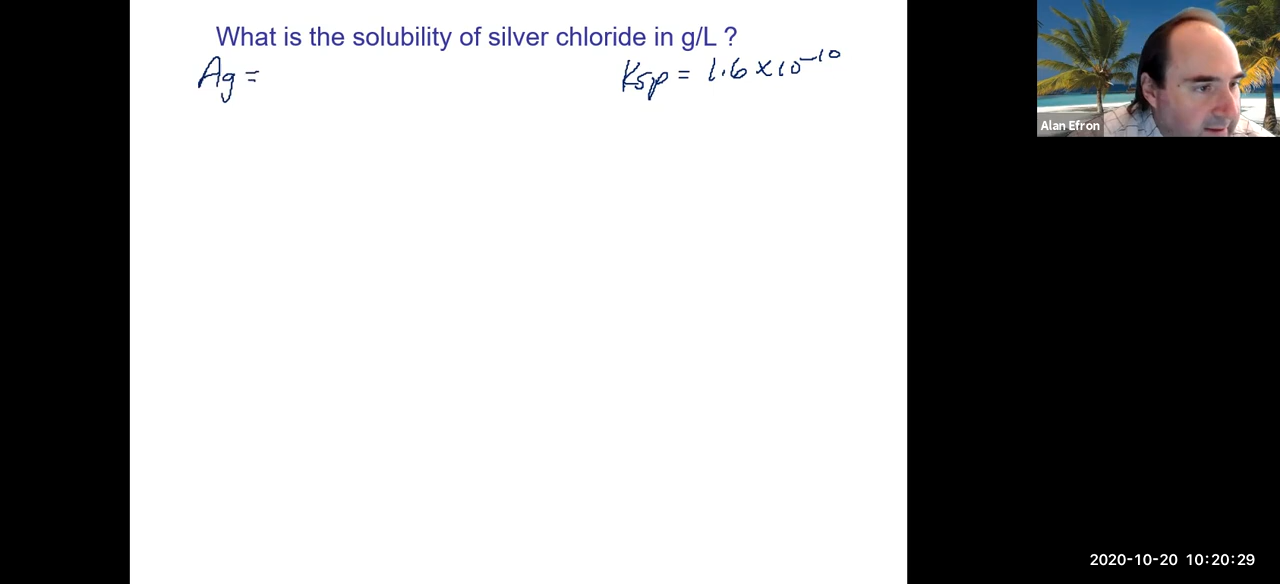 What is the solubility of silver chloride in g/L ?
Ag =
Ksp = 1.6 × 10⁻¹⁰
Alan Efron
2020-10-20 10:20:29